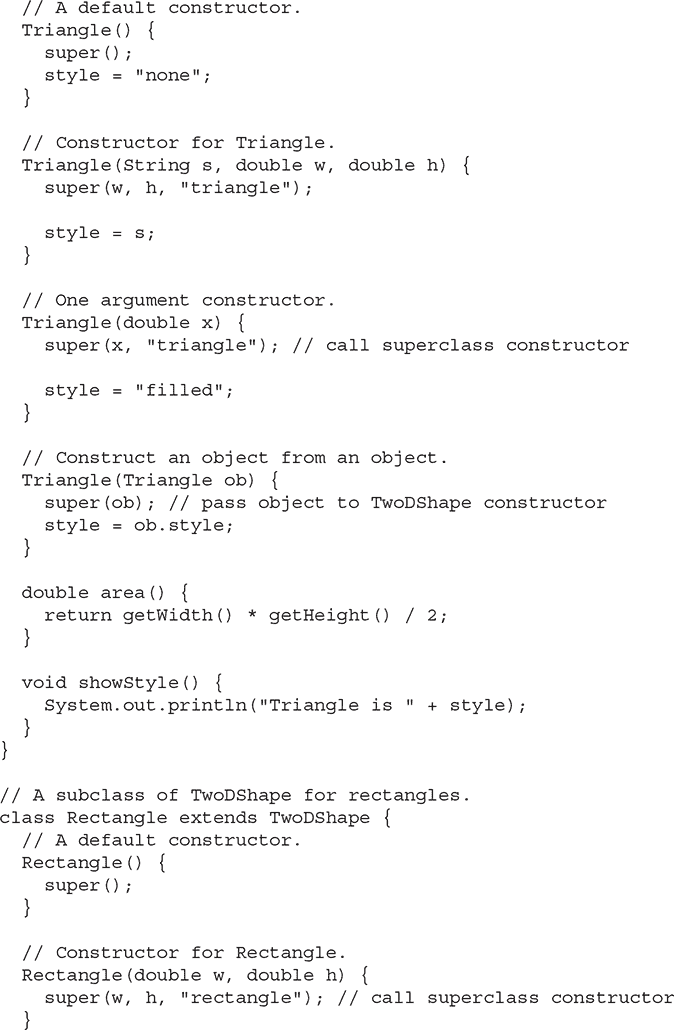 // A default constructor.
  Triangle() {
    super();
    style = "none";
  }

  // Constructor for Triangle.
  Triangle(String s, double w, double h) {
    super(w, h, "triangle");

    style = s;
  }

  // One argument constructor.
  Triangle(double x) {
    super(x, "triangle"); // call superclass constructor

    style = "filled";
  }

  // Construct an object from an object.
  Triangle(Triangle ob) {
    super(ob); // pass object to TwoDShape constructor
    style = ob.style;
  }

  double area() {
    return getWidth() * getHeight() / 2;
  }

  void showStyle() {
    System.out.println("Triangle is " + style);
  }
}

// A subclass of TwoDShape for rectangles.
class Rectangle extends TwoDShape {
  // A default constructor.
  Rectangle() {
    super();
  }

  // Constructor for Rectangle.
  Rectangle(double w, double h) {
    super(w, h, "rectangle"); // call superclass constructor
  }